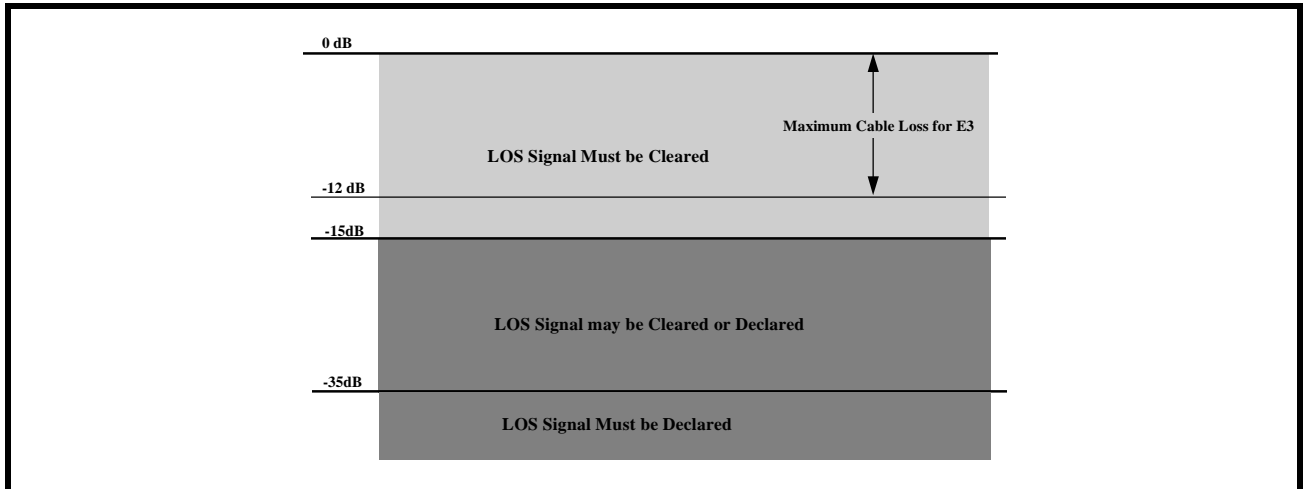 0 dB
Maximum Cable Loss for E3
LOS Signal Must be Cleared
-12 dB
-15dB
LOS Signal may be Cleared or Declared
-35dB
LOS Signal Must be Declared